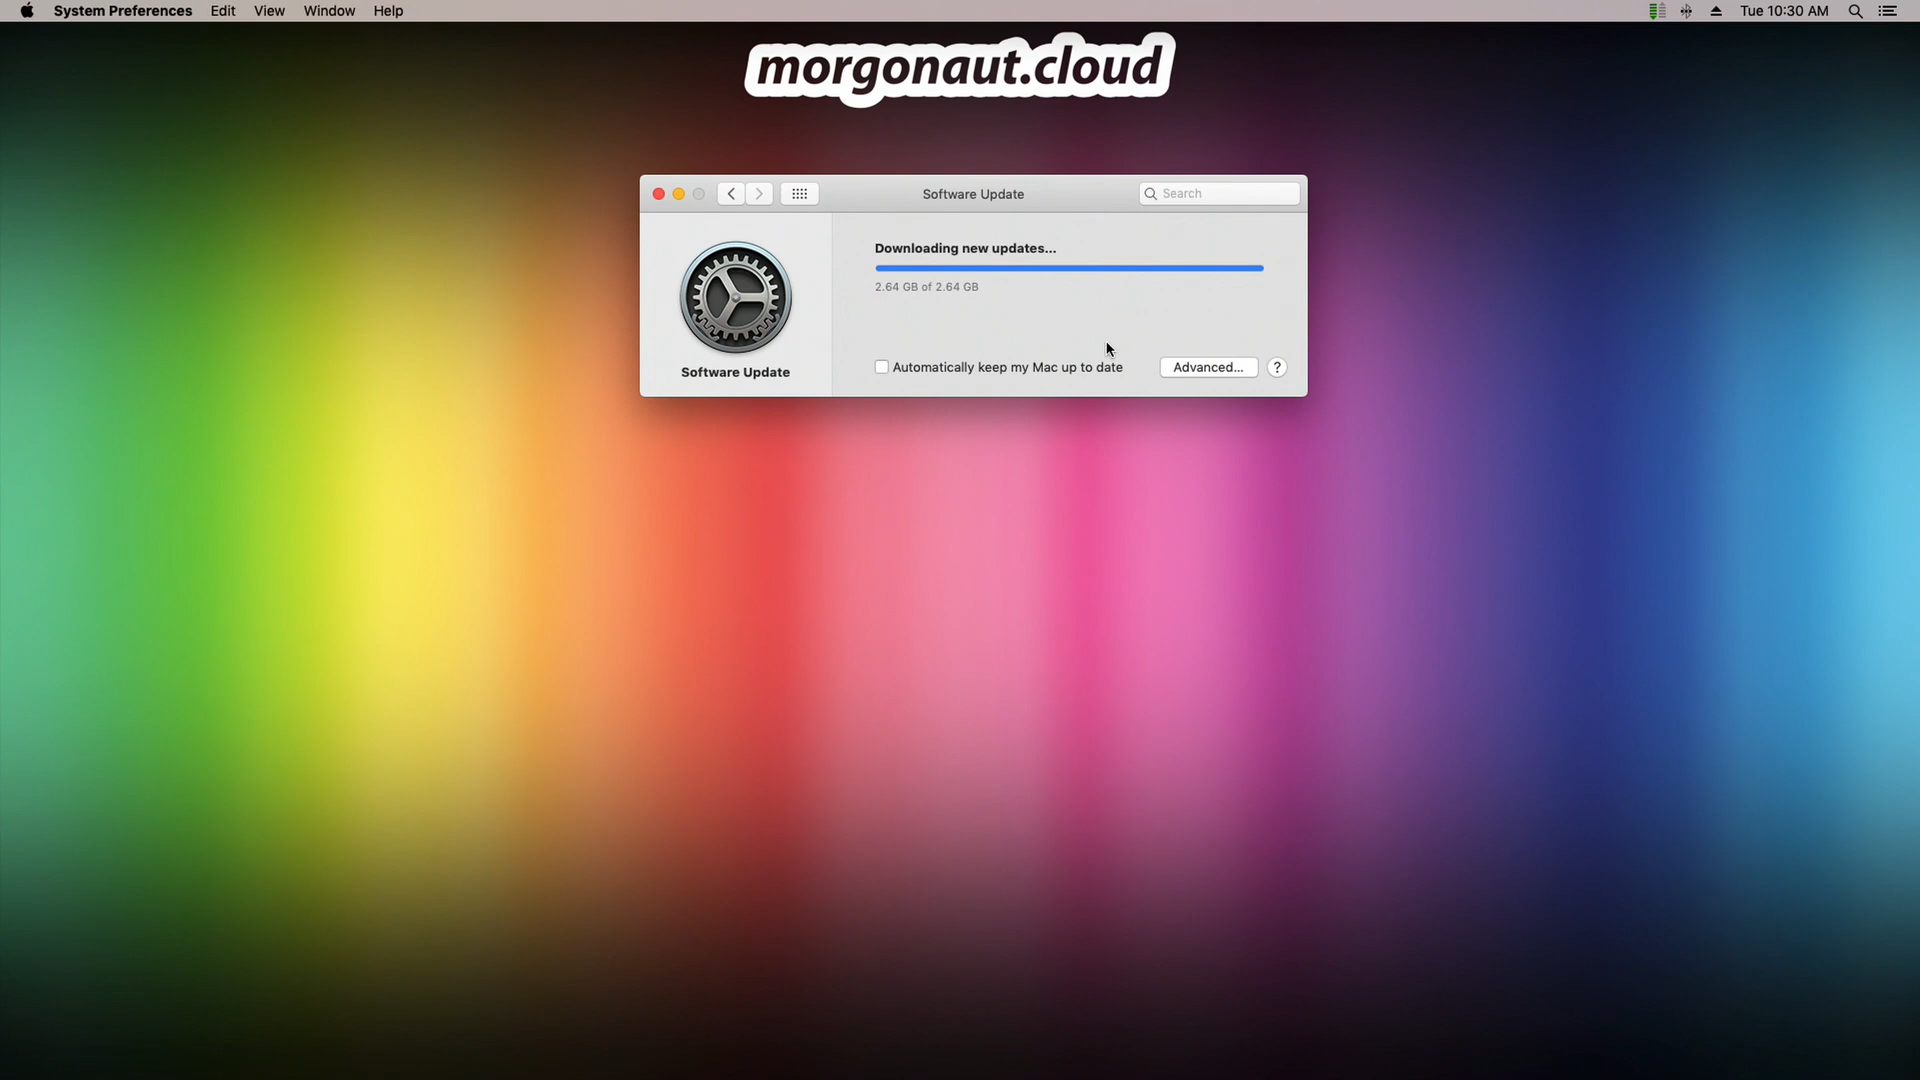 System Preferences Edit View Window Help
Tue 10:30 AM
morgonaut.cloud
Software Update
Search
Downloading new updates...
2.64 GB of 2.64 GB
Software Update
Automatically keep my Mac up to date
Advanced...
?